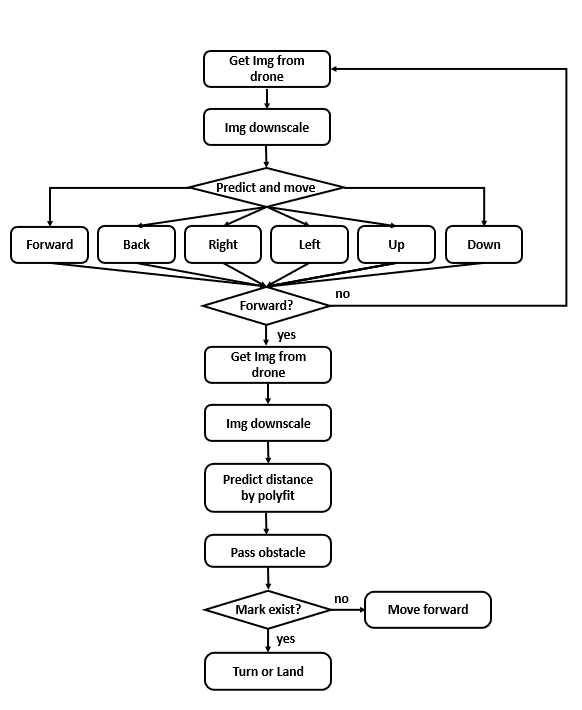 Get Img from
drone
Img downscale
Predict and move
Forward
Back
Right
Left
Up
Down
Forward?
no
yes
Get Img from
drone
Img downscale
Predict distance
by polyfit
Pass obstacle
Mark exist?
no
Move forward
yes
Turn or Land